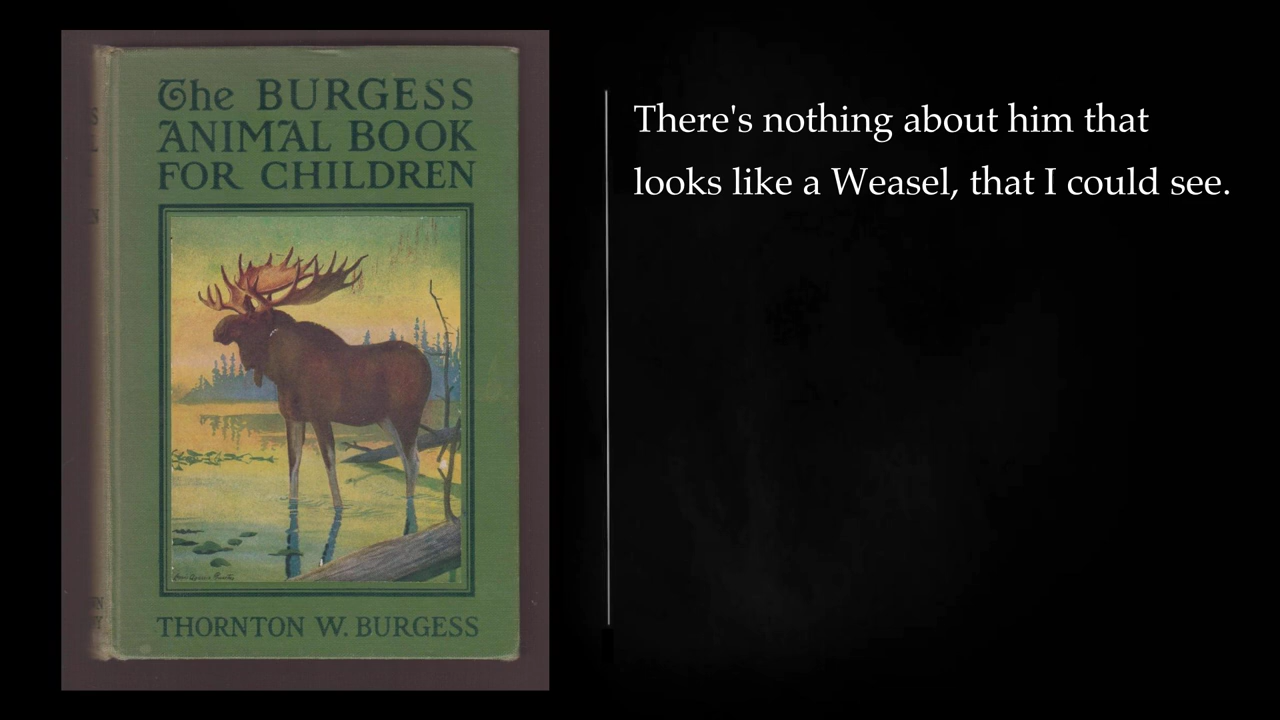 The BURGESS
ANIMAL BOOK
FOR CHILDREN
THORNTON W. BURGESS
There's nothing about him that
looks like a Weasel, that I could see.